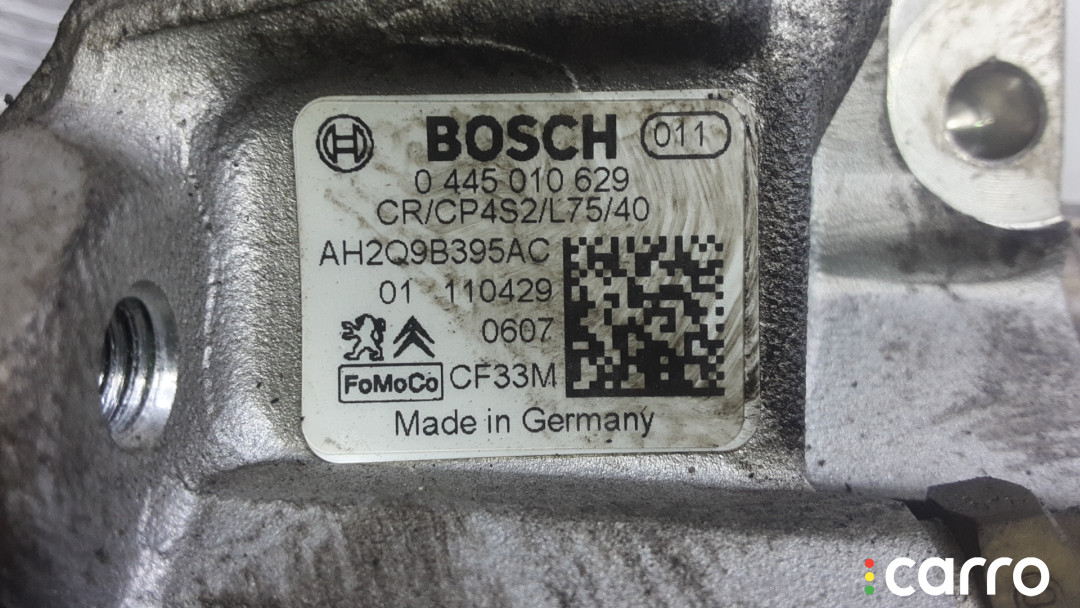 BOSCH 011
0 445 010 629
CR/CP4S2/L75/40
AH2Q9B395AC
01 110429
0607
FoMoCo CF33M
Made in Germany
carro